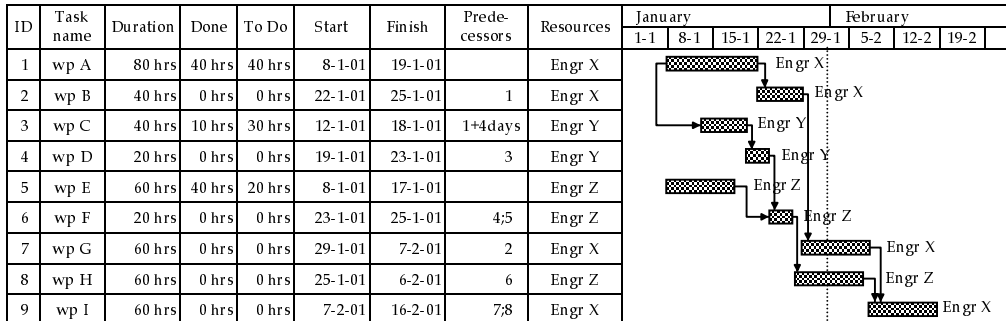 ID Task name Duration Done To Do Start Finish Prede-cessors Resources
January February
1-1 8-1 15-1 22-1 29-1 5-2 12-2 19-2
1 wp A 80 hrs 40 hrs 40 hrs 8-1-01 19-1-01 Engr X
2 wp B 40 hrs 0 hrs 0 hrs 22-1-01 25-1-01 1 Engr X
3 wp C 40 hrs 10 hrs 30 hrs 12-1-01 18-1-01 1+4days Engr Y
4 wp D 20 hrs 0 hrs 0 hrs 19-1-01 23-1-01 3 Engr Y
5 wp E 60 hrs 40 hrs 20 hrs 8-1-01 17-1-01 Engr Z
6 wp F 20 hrs 0 hrs 0 hrs 23-1-01 25-1-01 4;5 Engr Z
7 wp G 60 hrs 0 hrs 0 hrs 29-1-01 7-2-01 2 Engr X
8 wp H 60 hrs 0 hrs 0 hrs 25-1-01 6-2-01 6 Engr Z
9 wp I 60 hrs 0 hrs 0 hrs 7-2-01 16-2-01 7;8 Engr X
Engr X
Engr X
Engr Y
Engr Y
Engr Z
Engr Z
Engr X
Engr Z
Engr X